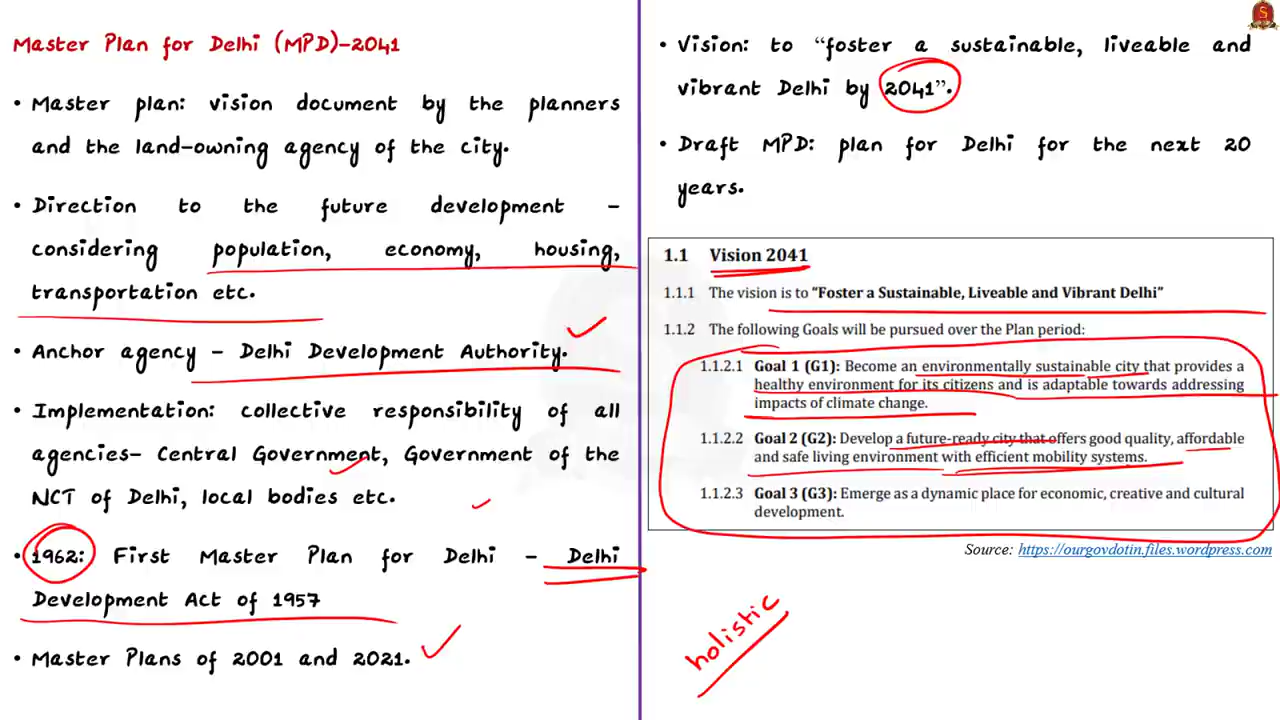 Master Plan for Delhi (MPD)-2041
• Master plan: vision document by the planners
and the land-owning agency of the city.
• Direction to the future development –
considering population, economy, housing,
transportation etc.
• Anchor agency – Delhi Development Authority.
• Implementation: collective responsibility of all
agencies- Central Government, Government of the
NCT of Delhi, local bodies etc.
• 1962: First Master Plan for Delhi – Delhi
Development Act of 1957
• Master Plans of 2001 and 2021.
• Vision: to “foster a sustainable, liveable and
vibrant Delhi by 2041”.
• Draft MPD: plan for Delhi for the next 20
years.
1.1 Vision 2041
1.1.1 The vision is to “Foster a Sustainable, Liveable and Vibrant Delhi”
1.1.2 The following Goals will be pursued over the Plan period:
1.1.2.1 Goal 1 (G1): Become an environmentally sustainable city that provides a
healthy environment for its citizens and is adaptable towards addressing
impacts of climate change.
1.1.2.2 Goal 2 (G2): Develop a future-ready city that offers good quality, affordable
and safe living environment with efficient mobility systems.
1.1.2.3 Goal 3 (G3): Emerge as a dynamic place for economic, creative and cultural
development.
Source: https://ourgovdotin.files.wordpress.com
holistic